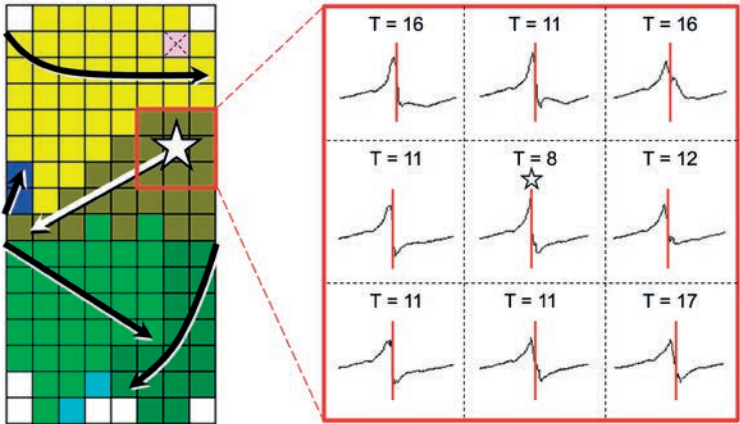 T = 16 T = 11 T = 16
T = 11 T = 8 T = 12
T = 11 T = 11 T = 17